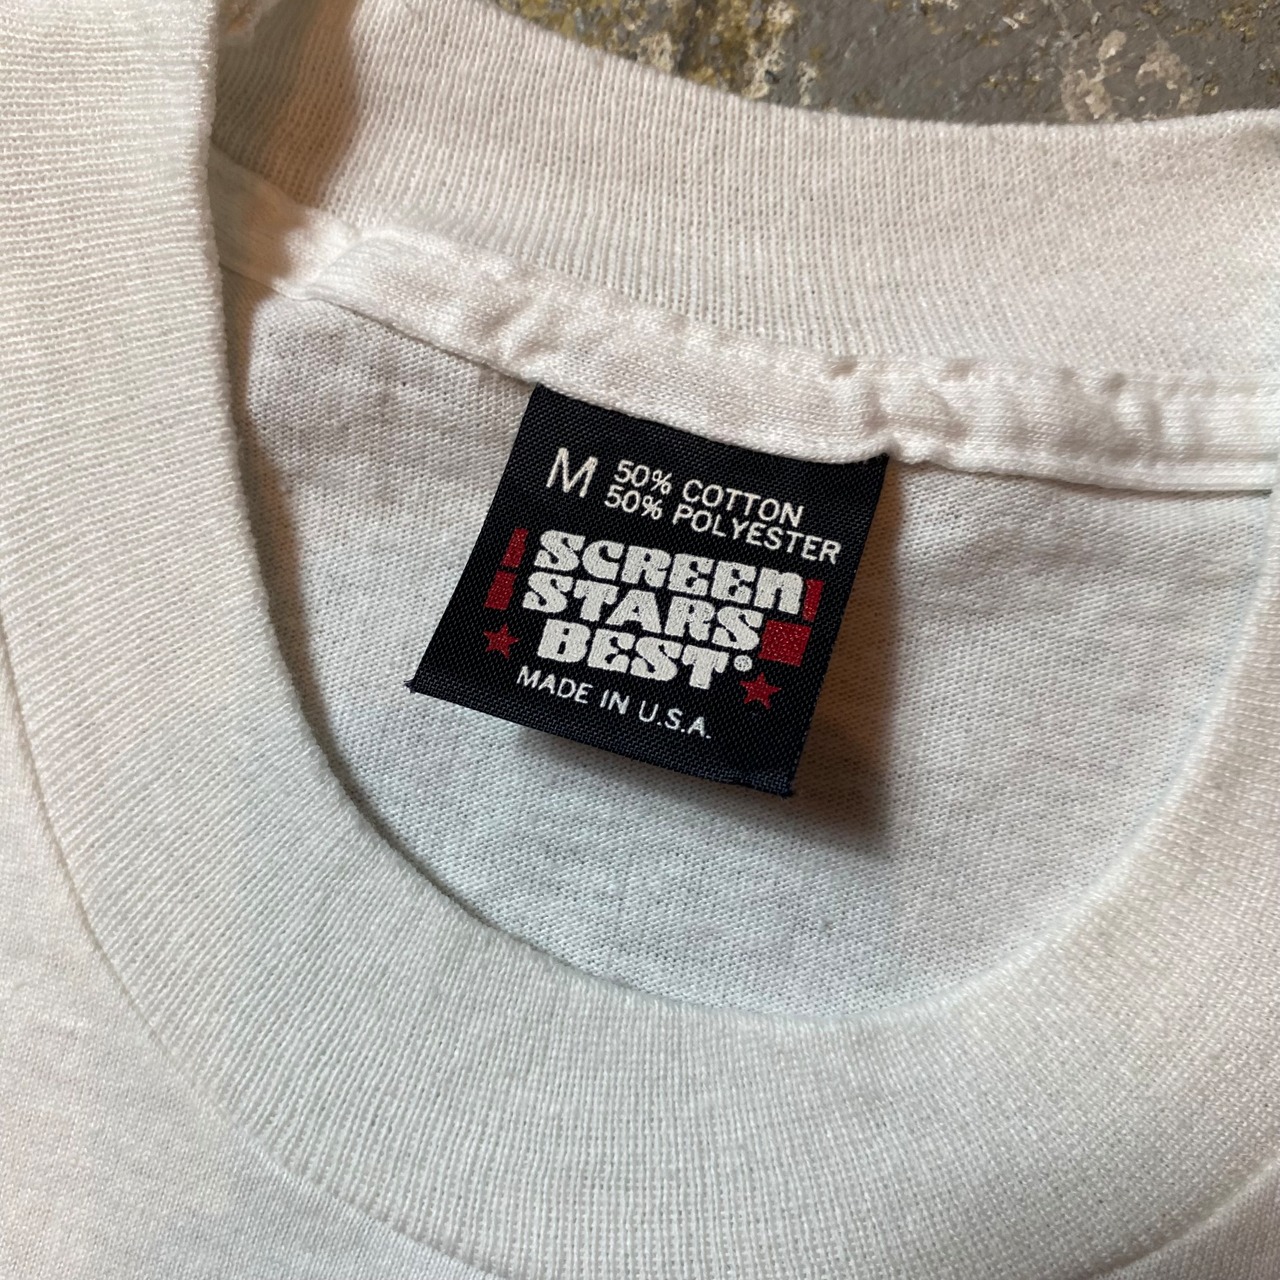 M 50% COTTON
50% POLYESTER
SCREEN
STARS
BEST®
MADE IN U.S.A.